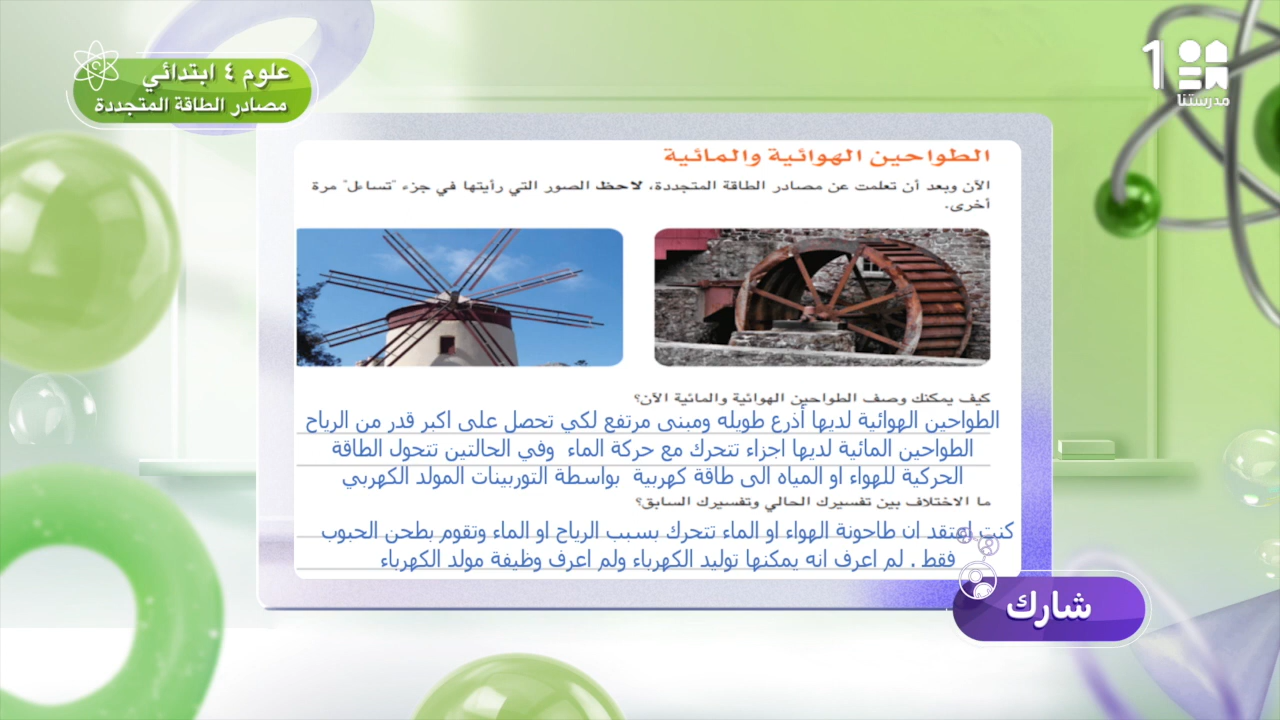 علوم ٤ ابتدائي
مصادر الطاقة المتجددة
1
مدرستنا
الطواحين الهوائية والمائية
الآن وبعد أن تعلمت عن مصادر الطاقة المتجددة، لاحظ الصور التي رأيتها في جزء "تساءل" مرة
أخرى.
كيف يمكنك وصف الطواحين الهوائية والمائية الآن؟
الطواحين الهوائية لديها أذرع طويله ومبنى مرتفع لكي تحصل على اكبر قدر من الرياح
الطواحين المائية لديها اجزاء تتحرك مع حركة الماء وفي الحالتين تتحول الطاقة
الحركية للهواء او المياه الى طاقة كهربية بواسطة التوربينات المولد الكهربي
ما الاختلاف بين تفسيرك الحالي وتفسيرك السابق؟
كنت اعتقد ان طاحونة الهواء او الماء تتحرك بسبب الرياح او الماء وتقوم بطحن الحبوب
فقط . لم اعرف انه يمكنها توليد الكهرباء ولم اعرف وظيفة مولد الكهرباء
شارك